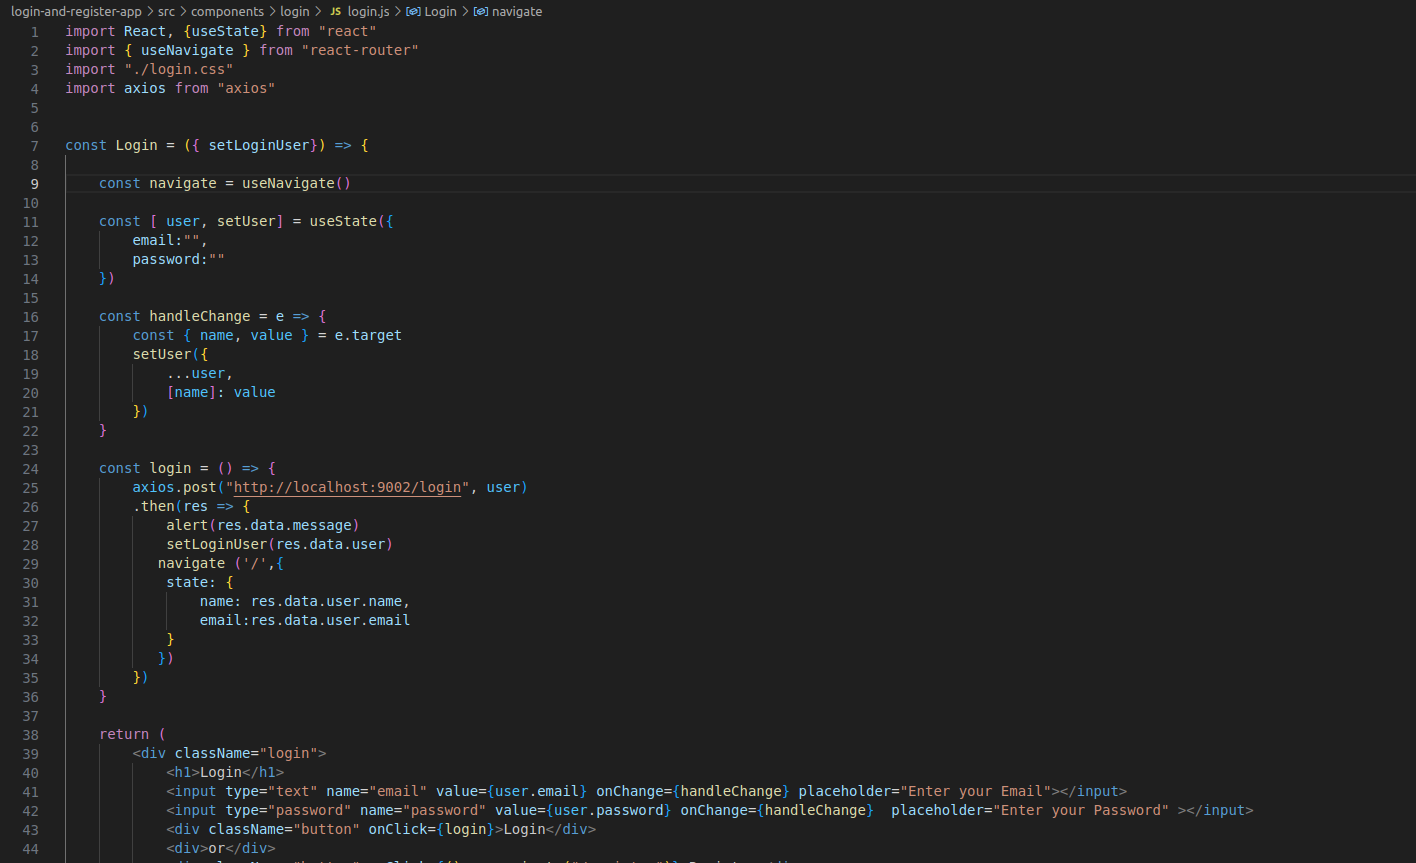 login-and-register-app > src > components > login > JS login.js > Login > navigate
1 import React, {useState} from "react"
2 import { useNavigate } from "react-router"
3 import "./login.css"
4 import axios from "axios"
5
6
7 const Login = ({ setLoginUser}) => {
8
9     const navigate = useNavigate()
10
11     const [ user, setUser] = useState({
12         email:"",
13         password:""
14     })
15
16     const handleChange = e => {
17         const { name, value } = e.target
18         setUser({
19             ...user,
20             [name]: value
21         })
22     }
23
24     const login = () => {
25         axios.post("http://localhost:9002/login", user)
26         .then(res => {
27             alert(res.data.message)
28             setLoginUser(res.data.user)
29            navigate ('/',{
30             state: {
31                 name: res.data.user.name,
32                 email:res.data.user.email
33             }
34            })
35         })
36     }
37
38     return (
39         <div className="login">
40             <h1>Login</h1>
41             <input type="text" name="email" value={user.email} onChange={handleChange} placeholder="Enter your Email"></input>
42             <input type="password" name="password" value={user.password} onChange={handleChange}  placeholder="Enter your Password" ></input>
43             <div className="button" onClick={login}>Login</div>
44             <div>or</div>